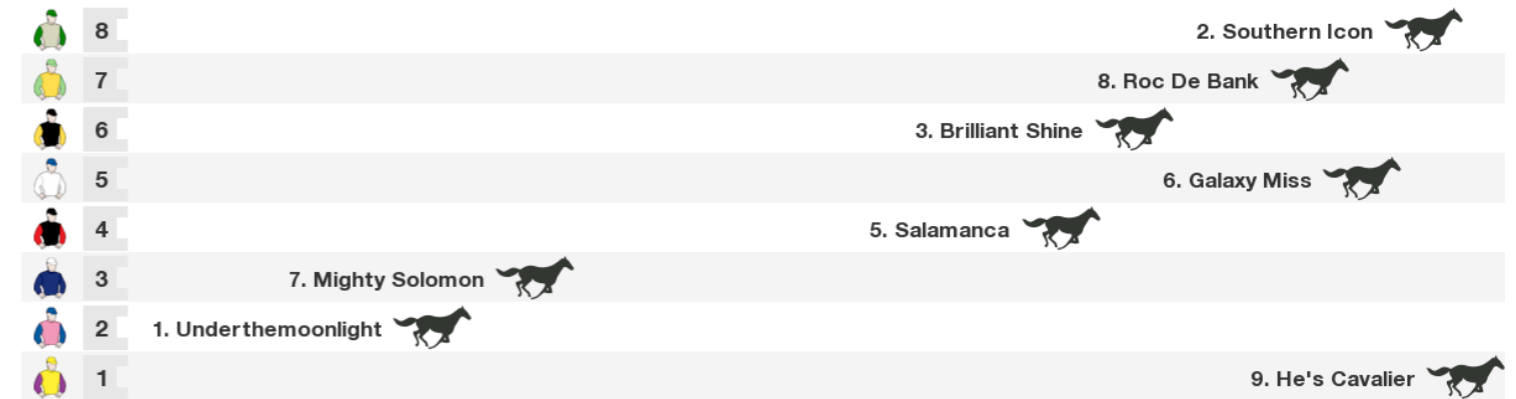 8 2. Southern Icon
7 8. Roc De Bank
6 3. Brilliant Shine
5 6. Galaxy Miss
4 5. Salamanca
3 7. Mighty Solomon
2 1. Underthemoonlight
1 9. He's Cavalier